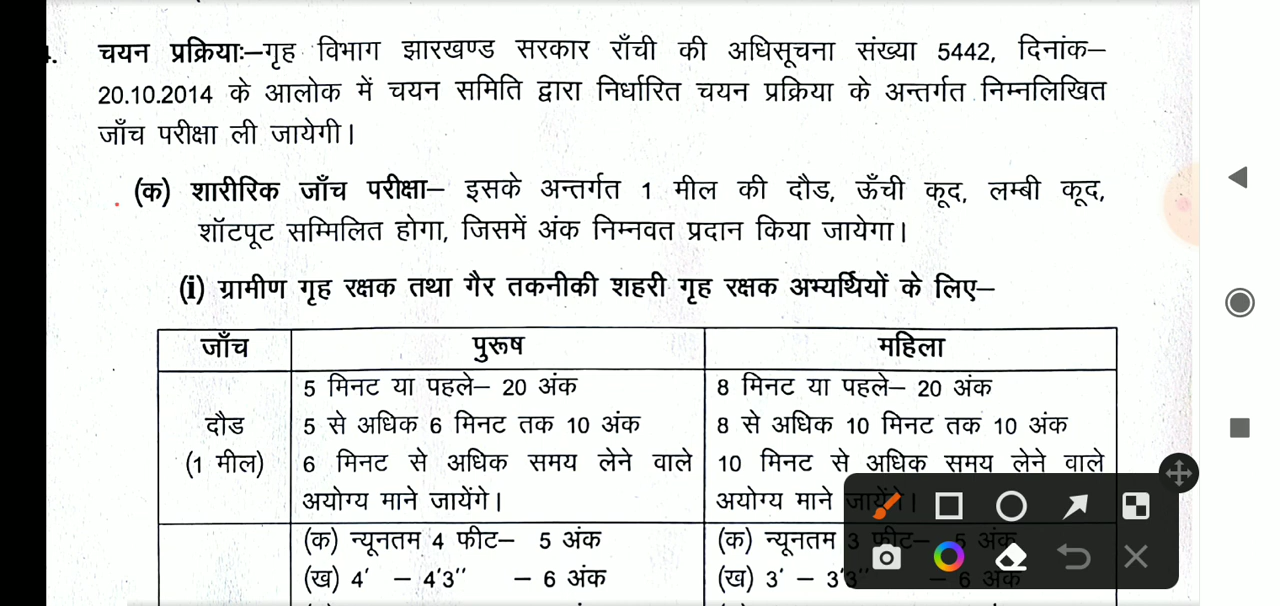 चयन प्रक्रियाः–गृह विभाग झारखण्ड सरकार राँची की अधिसूचना संख्या 5442, दिनांक–
20.10.2014 के आलोक में चयन समिति द्वारा निर्धारित चयन प्रक्रिया के अन्तर्गत निम्नलिखित
जाँच परीक्षा ली जायेगी।
(क) शारीरिक जाँच परीक्षा– इसके अन्तर्गत 1 मील की दौड, ऊँची कूद, लम्बी कूद,
शॉटपूट सम्मिलित होगा, जिसमें अंक निम्नवत प्रदान किया जायेगा।
(i) ग्रामीण गृह रक्षक तथा गैर तकनीकी शहरी गृह रक्षक अभ्यर्थियों के लिए–
जाँच पुरूष महिला
5 मिनट या पहले– 20 अंक 8 मिनट या पहले– 20 अंक
दौड 5 से अधिक 6 मिनट तक 10 अंक 8 से अधिक 10 मिनट तक 10 अंक
(1 मील) 6 मिनट से अधिक समय लेने वाले 10 मिनट से अधिक समय लेने वाले
अयोग्य माने जायेंगे। अयोग्य माने जायेंगे।
(क) न्यूनतम 4 फीट– 5 अंक (क) न्यूनतम 3 फीट– 5 अंक
(ख) 4' – 4'3'' – 6 अंक (ख) 3' – 3'3'' – 6 अंक